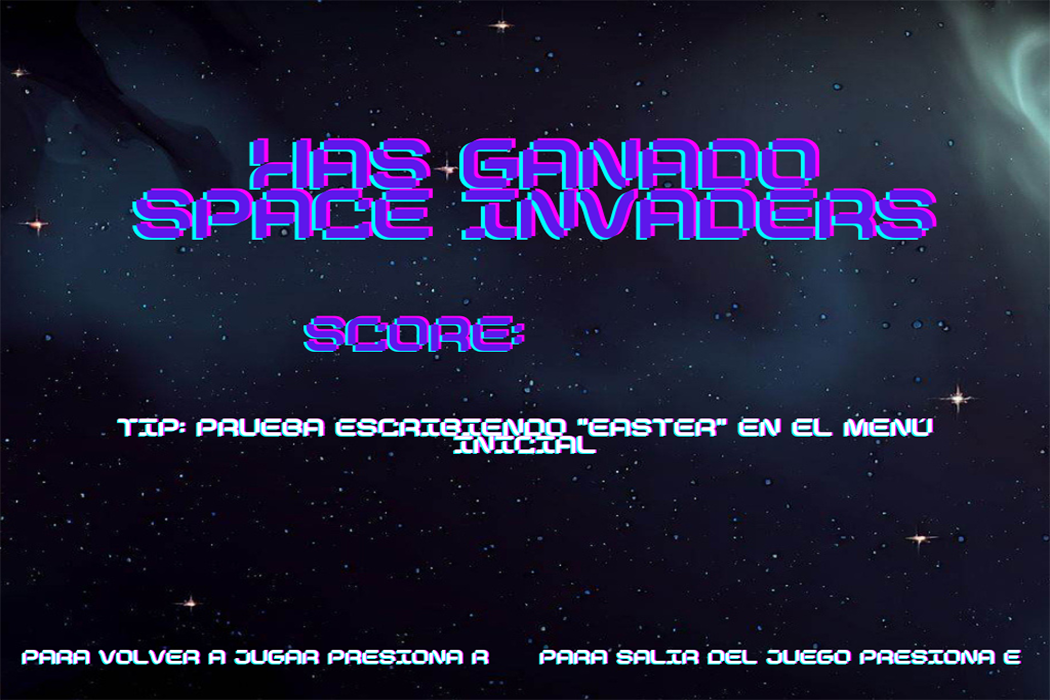 HAS GANADO
SPACE INVADERS
SCORE:
TIP: PRUEBA ESCRIBIENDO "EASTER" EN EL MENÚ
INICIAL
PARA VOLVER A JUGAR PRESIONA R
PARA SALIR DEL JUEGO PRESIONA E